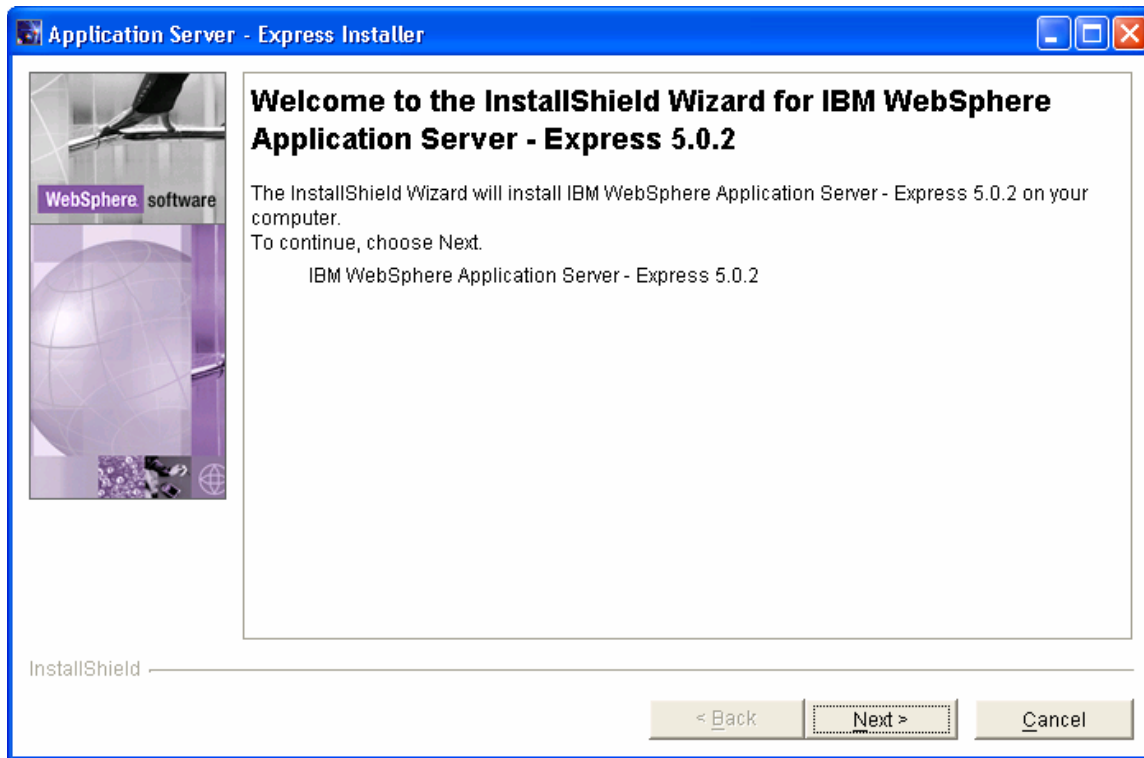 Application Server - Express Installer
WebSphere software
Welcome to the InstallShield Wizard for IBM WebSphere
Application Server - Express 5.0.2
The InstallShield Wizard will install IBM WebSphere Application Server - Express 5.0.2 on your
computer.
To continue, choose Next.
IBM WebSphere Application Server - Express 5.0.2
InstallShield
< Back
Next >
Cancel